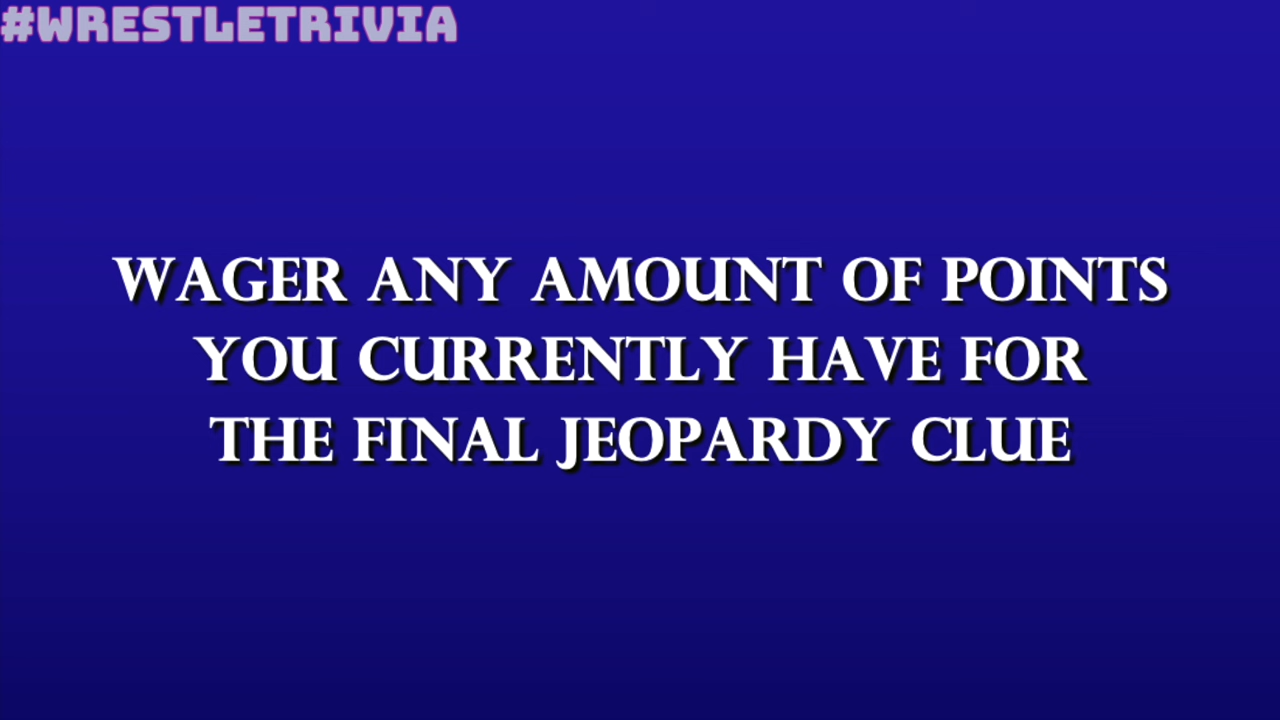 #WRESTLETRIVIA
WAGER ANY AMOUNT OF POINTS
YOU CURRENTLY HAVE FOR
THE FINAL JEOPARDY CLUE